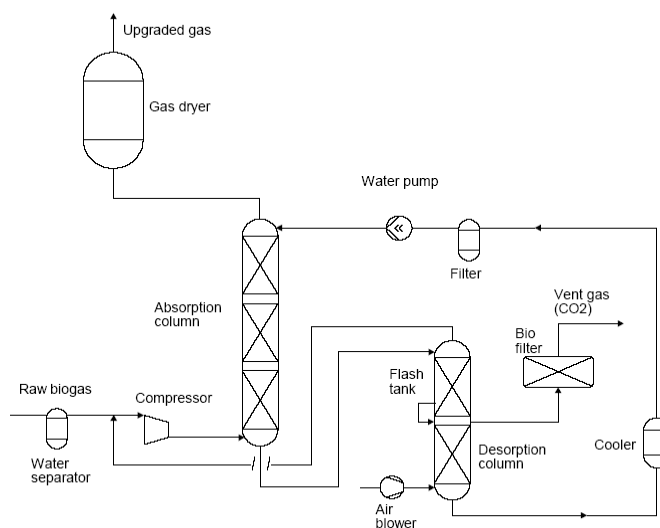 Upgraded gas
Gas dryer
Water pump
Filter
Vent gas
(CO2)
Absorption
column
Bio
filter
Flash
tank
Raw biogas
Compressor
Water
separator
Desorption
column
Cooler
Air
blower